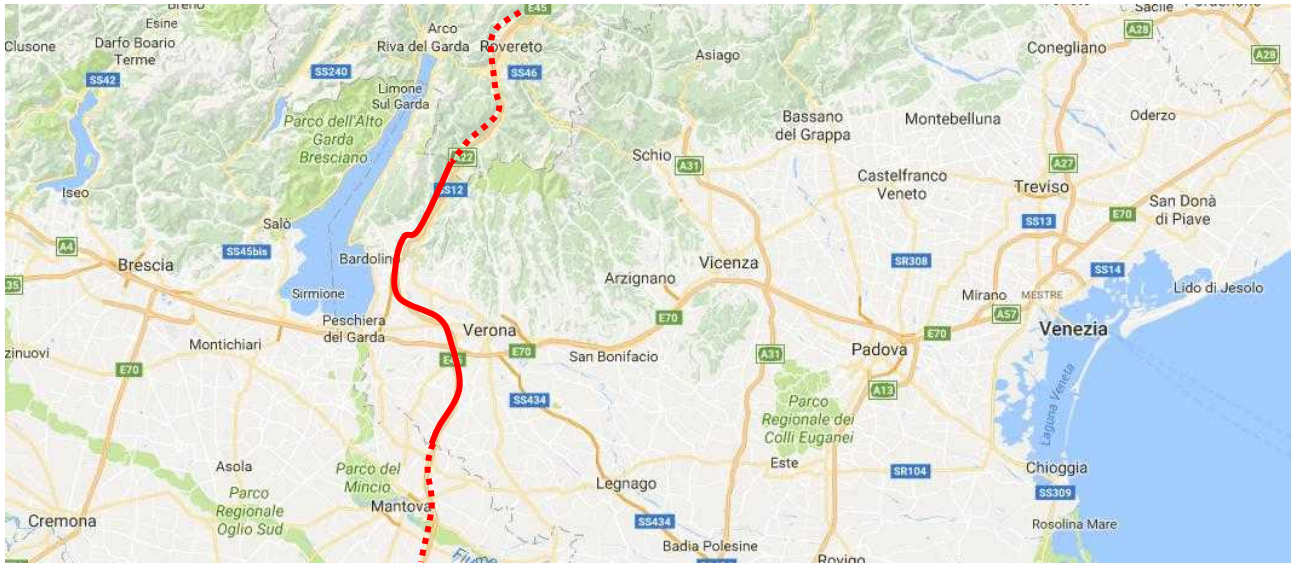 Breno
Esine
Clusone
Darfo Boario
Terme
SS42
Arco
Riva del Garda
Rovereto
E45
SS46
SS240
Limone
Sul Garda
Parco dell'Alto
Garda
Bresciano
Asiago
Sacile
Conegliano
A28
A28
Bassano
del Grappa
Montebelluna
Oderzo
Schio
A31
A22
SS12
A27
Castelfranco
Veneto
Treviso
San Donà
di Piave
Iseo
Salò
A4
SS45bis
Brescia
Bardolino
SS13
E70
Vicenza
SR308
SS14
Arzignano
Mirano
MESTRE
Lido di Jesolo
Sirmione
E35
Peschiera
del Garda
Verona
E70
A57
Venezia
E70
Montichiari
zinuovi
E70
E70
San Bonifacio
A31
Padova
A13
SS434
Parco
Regionale dei
Colli Euganei
Laguna Veneta
Asola
Parco del
Mincio
Este
SR104
Chioggia
Legnago
SS309
Parco
Regionale
Oglio Sud
Mantova
Cremona
SS434
Rosolina Mare
Badia Polesine
Rovigo
Fiume